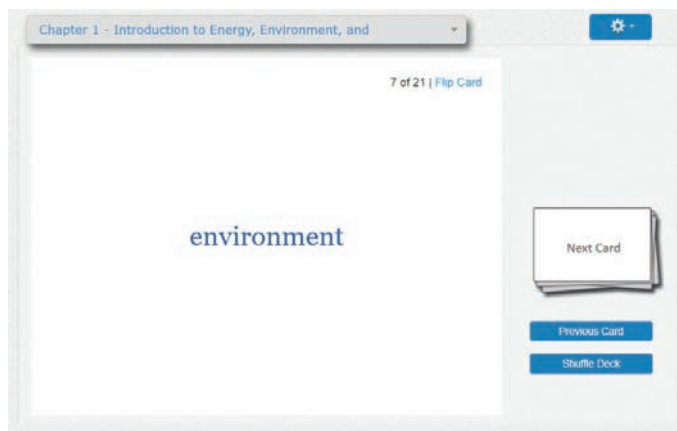 Chapter 1 - Introduction to Energy, Environment, and
7 of 21 | Flip Card
environment
Next Card
Previous Card
Shuffle Deck